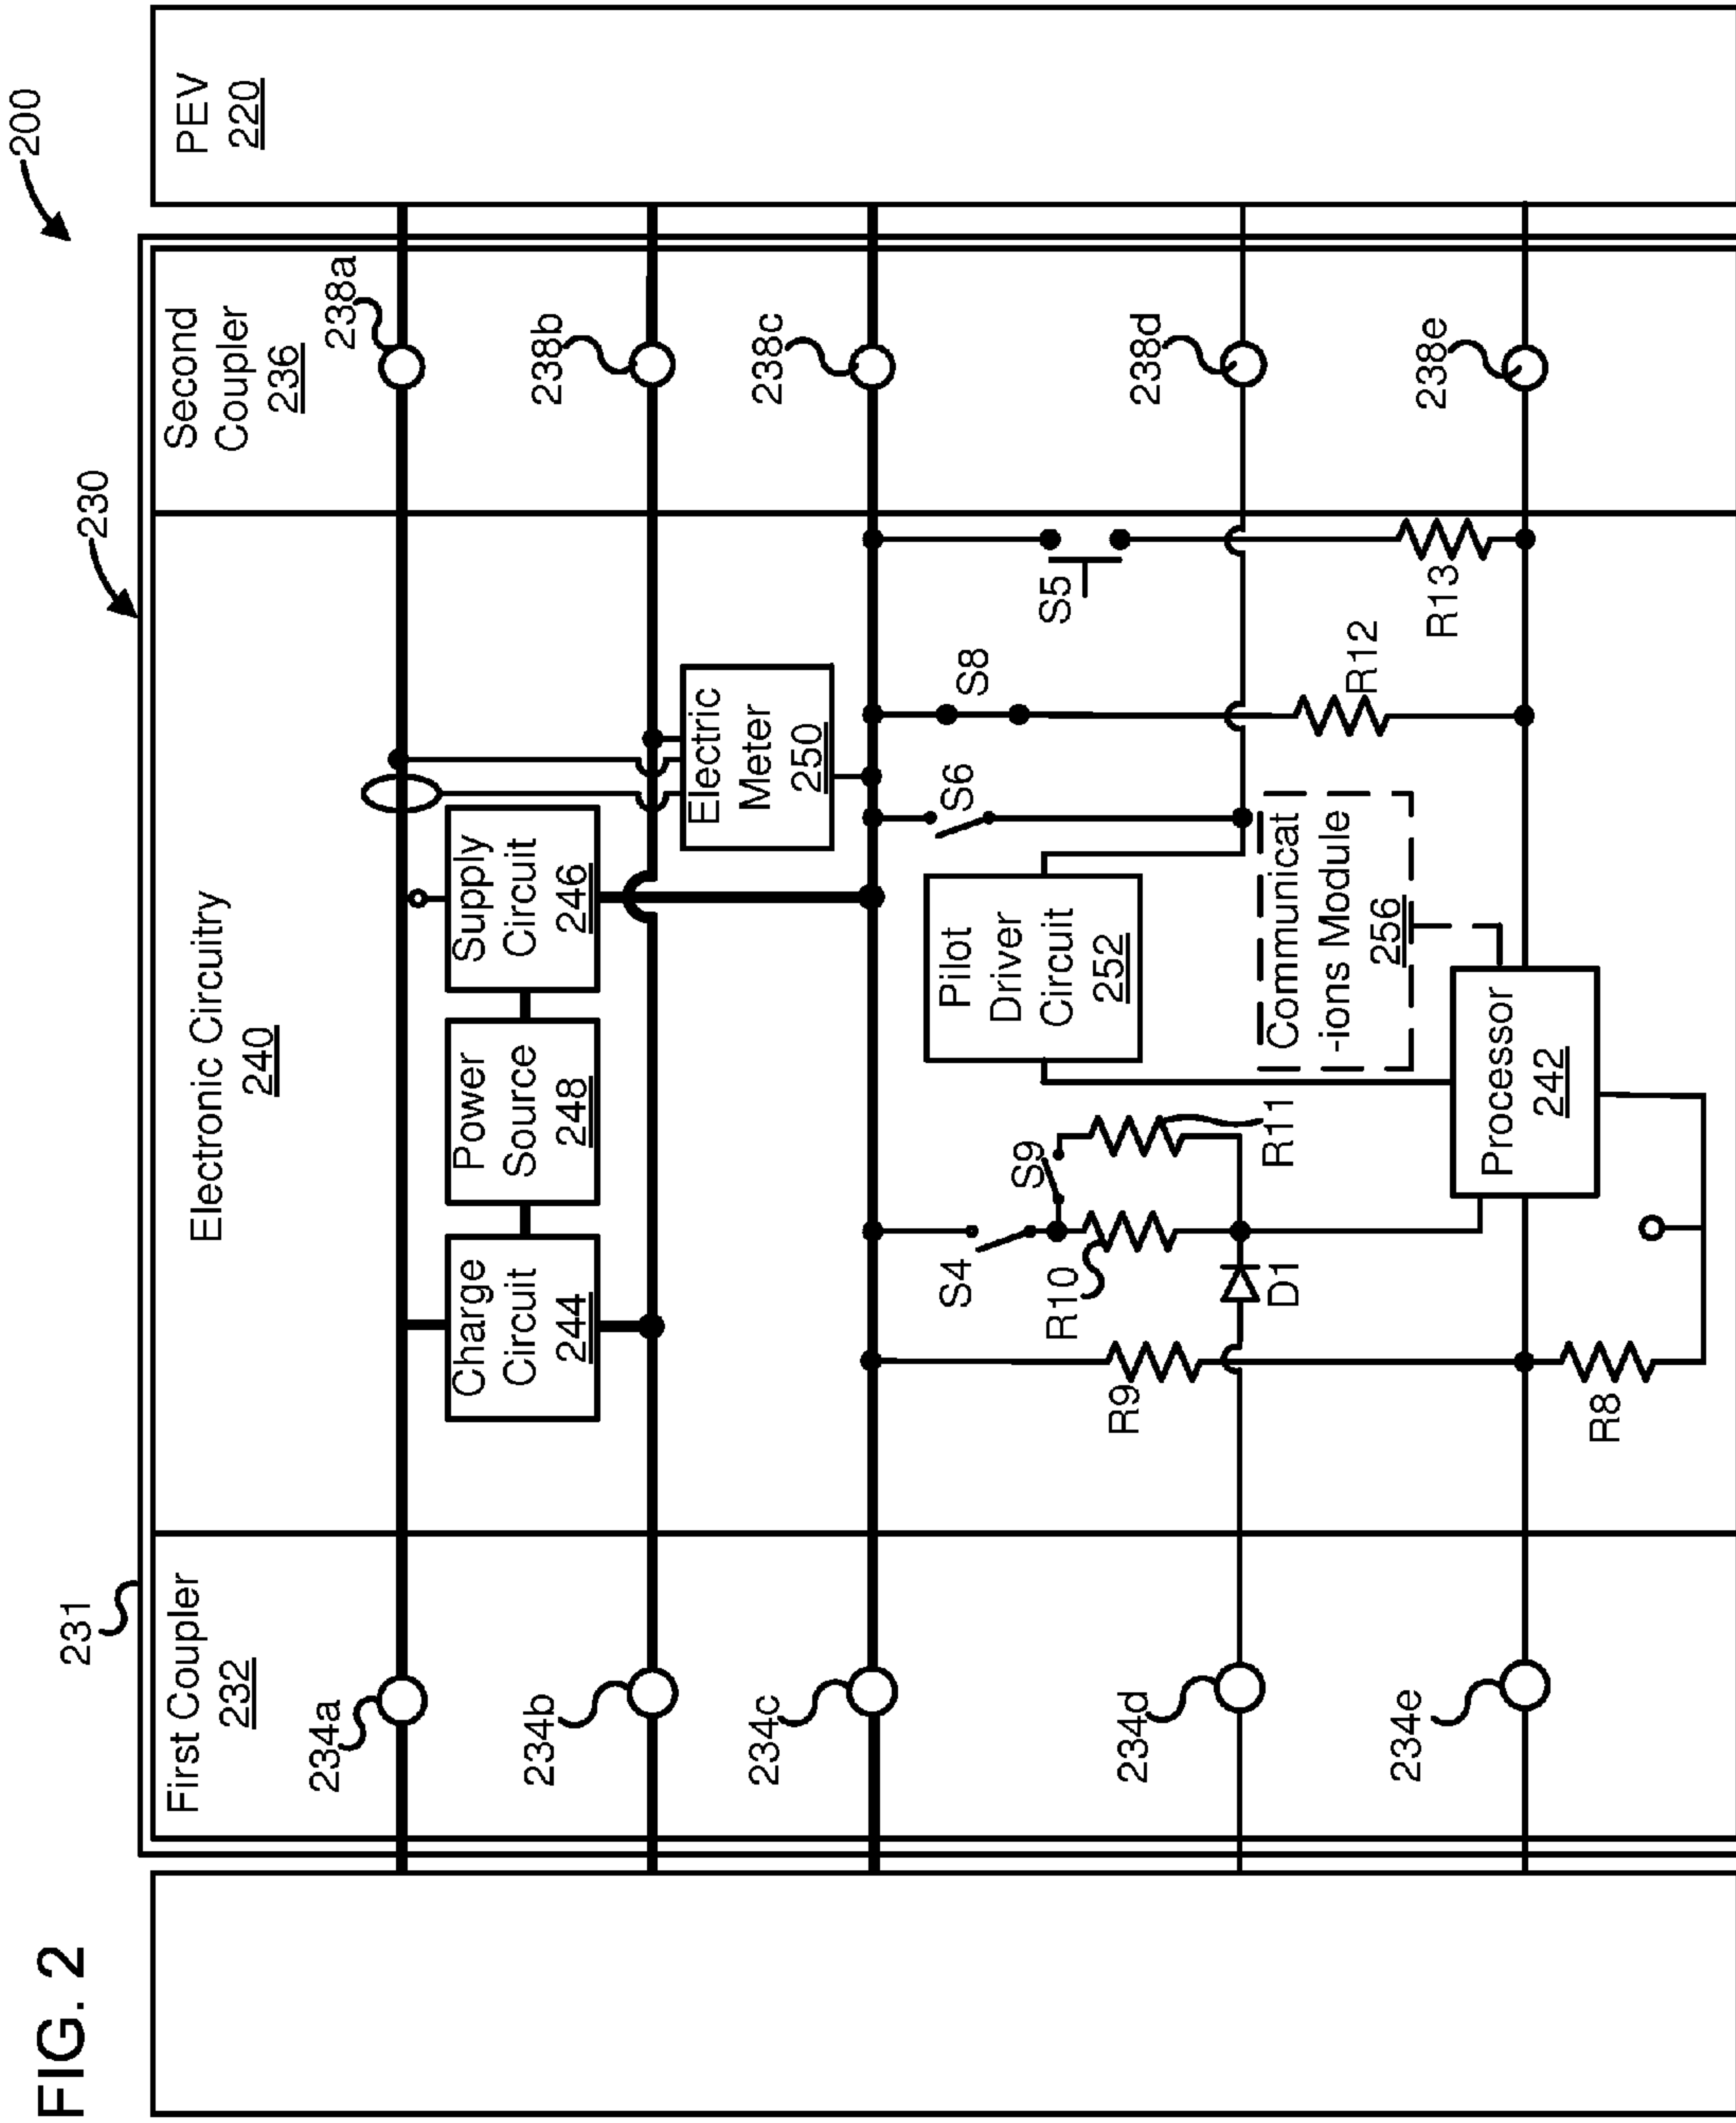 FIG. 2
200
230
231
First Coupler
232
Electronic Circuitry
240
Second
Coupler
236
PEV
220
234a
238a
Charge
Circuit
244
Power
Source
248
Supply
Circuit
246
234b
238b
Electric
Meter
250
234c
238c
S4
S9
S6
S8
S5
R10
R11
Pilot
Driver
Circuit
252
R9
D1
234d
238d
Communicat
-ions Module
256
R12
R13
234e
238e
Processor
242
R8